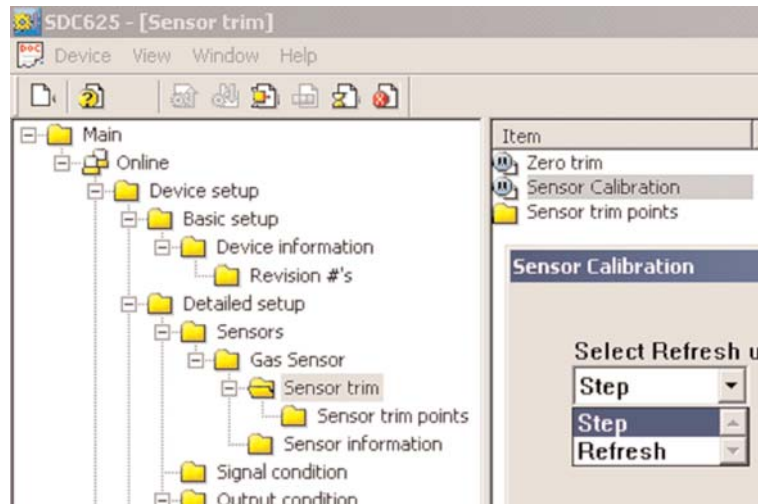 SDC625 - [Sensor trim]
Device View Window Help
Main
Online
Device setup
Basic setup
Device information
Revision #'s
Detailed setup
Sensors
Gas Sensor
Sensor trim
Sensor trim points
Sensor information
Signal condition
Output condition
Item
Zero trim
Sensor Calibration
Sensor trim points
Sensor Calibration
Select Refresh
Step
Step
Refresh